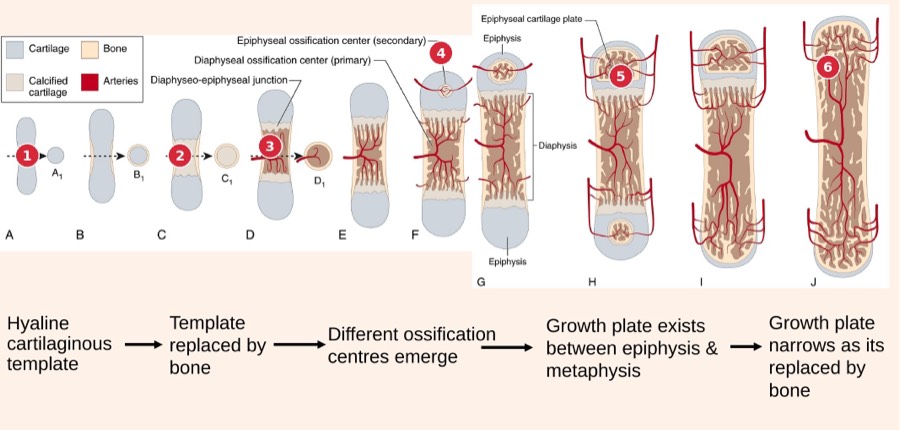 Cartilage
Bone
Calcified
cartilage
Arteries
Epiphyseal ossification center (secondary)
Diaphyseal ossification center (primary)
Diaphyseo-epiphyseal junction
Epiphyseal cartilage plate
Epiphysis
Diaphysis
Epiphysis
1
2
3
4
5
6
A1
B1
C1
D1
A
B
C
D
E
F
G
H
I
J
Hyaline
cartilaginous
template
Template
replaced by
bone
Different ossification
centres emerge
Growth plate exists
between epiphysis &
metaphysis
Growth plate
narrows as its
replaced by
bone